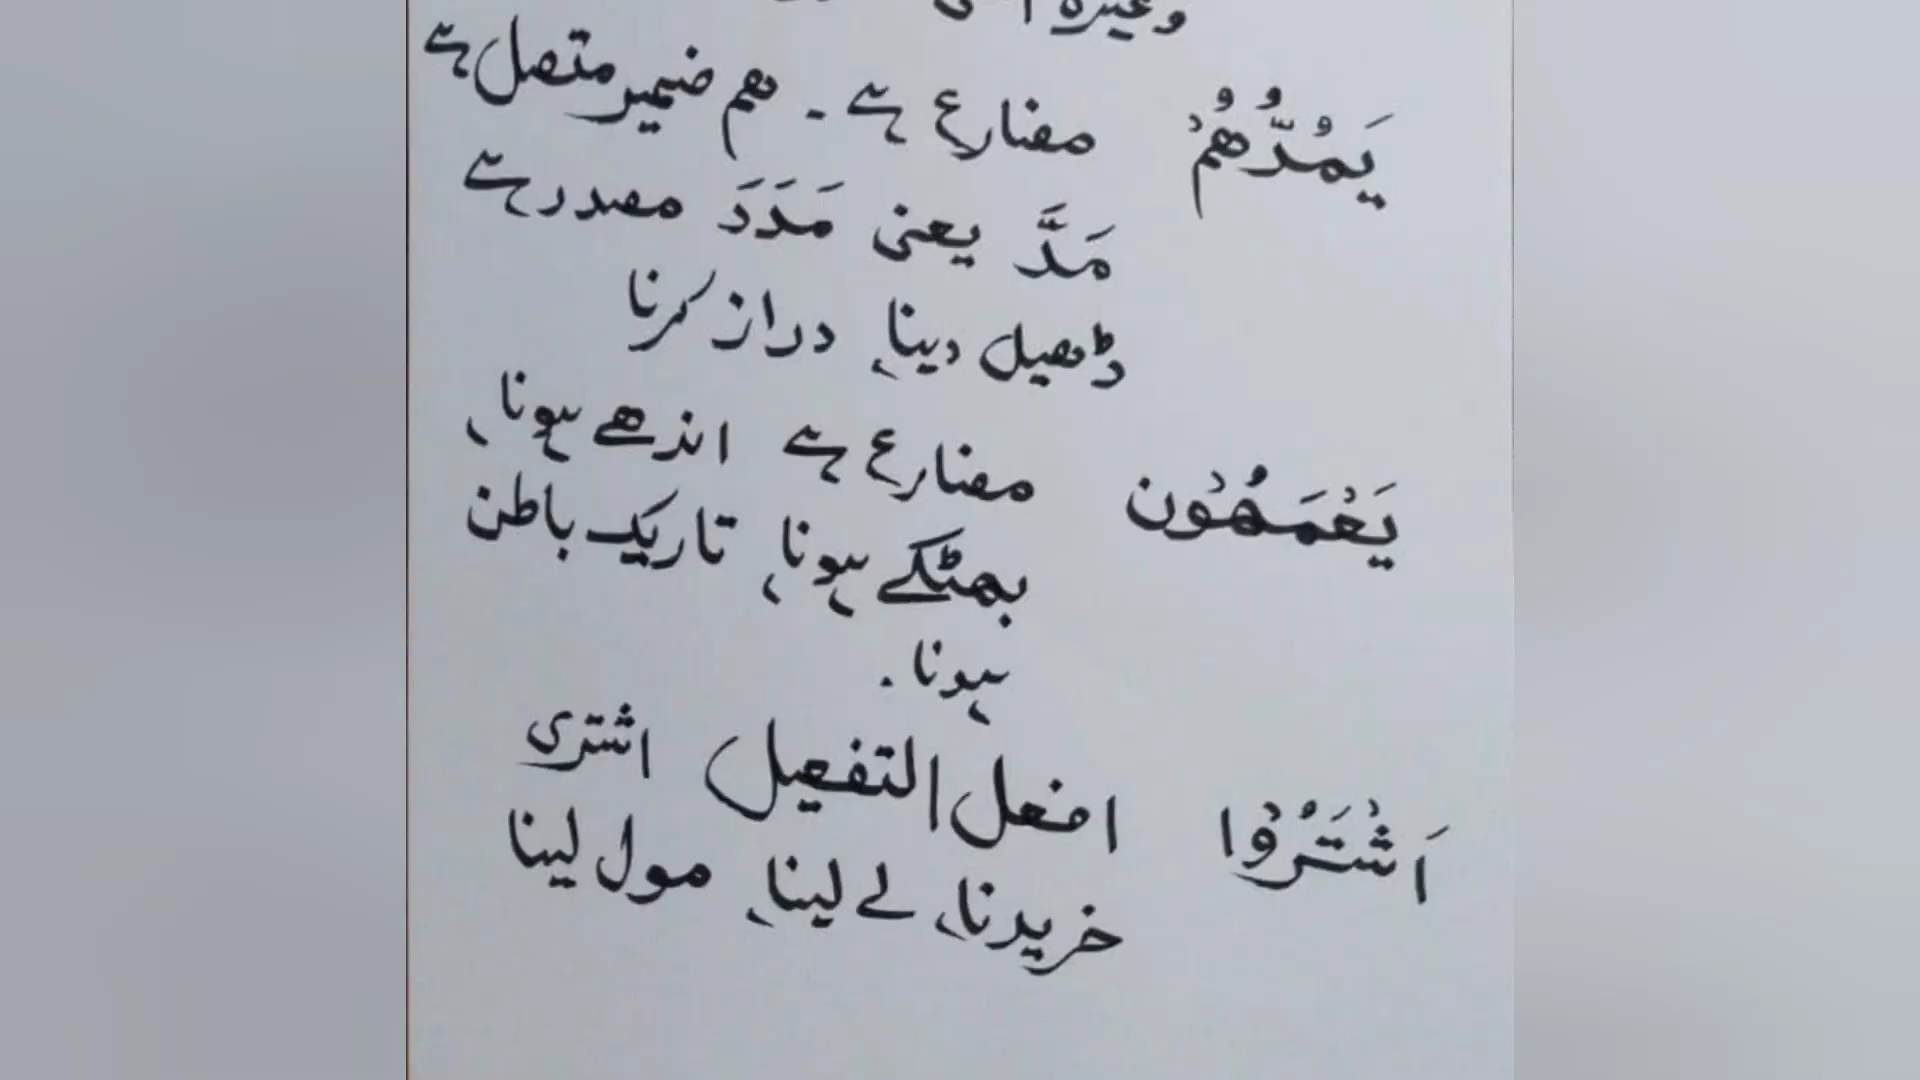 وغیرہ
یَمُدُّهُمْ مضارع ہے ۔ ھم ضمیر متصل ہے
مَدَّ یعنی مَدَدَ مصدر ہے
ڈھیل دینا، دراز کرنا
یَعْمَهُوْن مضارع ہے اندھے ہونا،
بھٹکے ہونا، تاریک باطن
ہونا.
اَشْتَرُوْا افعل التفعیل اشتری
خریدنا، لے لینا، مول لینا